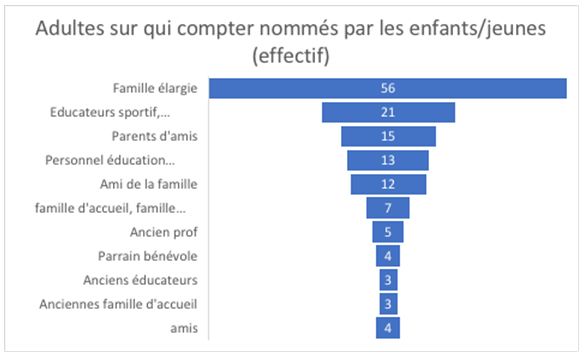 Adultes sur qui compter nommés par les enfants/jeunes
(effectif)
Famille élargie 56
Educateurs sportif,... 21
Parents d'amis 15
Personnel éducation... 13
Ami de la famille 12
famille d'accueil, famille... 7
Ancien prof 5
Parrain bénévole 4
Anciens éducateurs 3
Anciennes famille d'accueil 3
amis 4